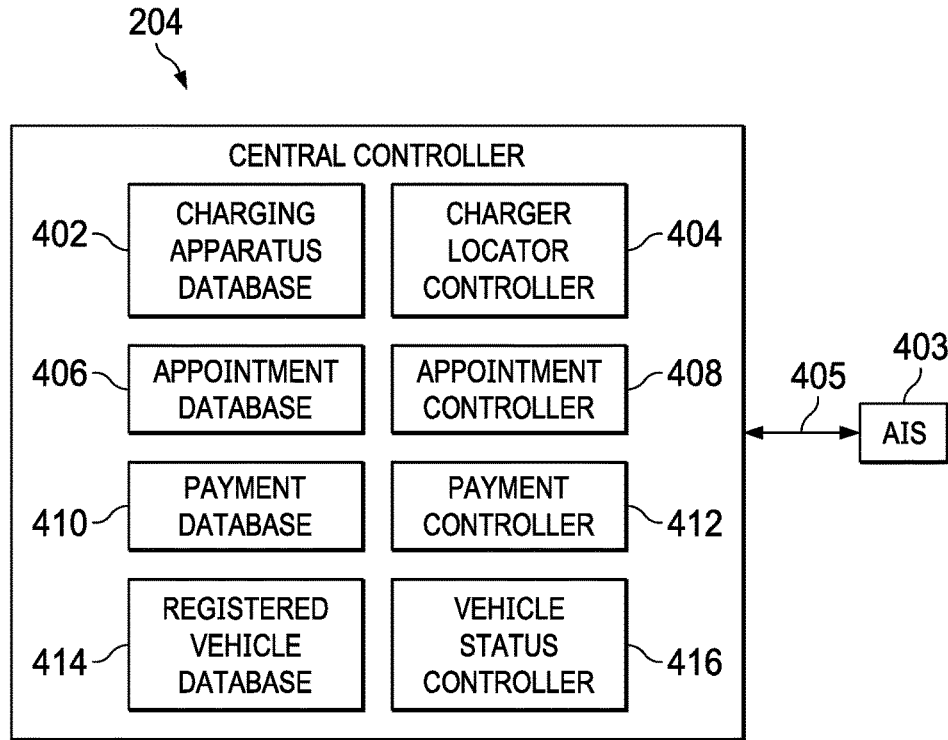 204
CENTRAL CONTROLLER
402
CHARGING
APPARATUS
DATABASE
CHARGER
LOCATOR
CONTROLLER
404
406
APPOINTMENT
DATABASE
APPOINTMENT
CONTROLLER
408
405
403
AIS
410
PAYMENT
DATABASE
PAYMENT
CONTROLLER
412
414
REGISTERED
VEHICLE
DATABASE
VEHICLE
STATUS
CONTROLLER
416